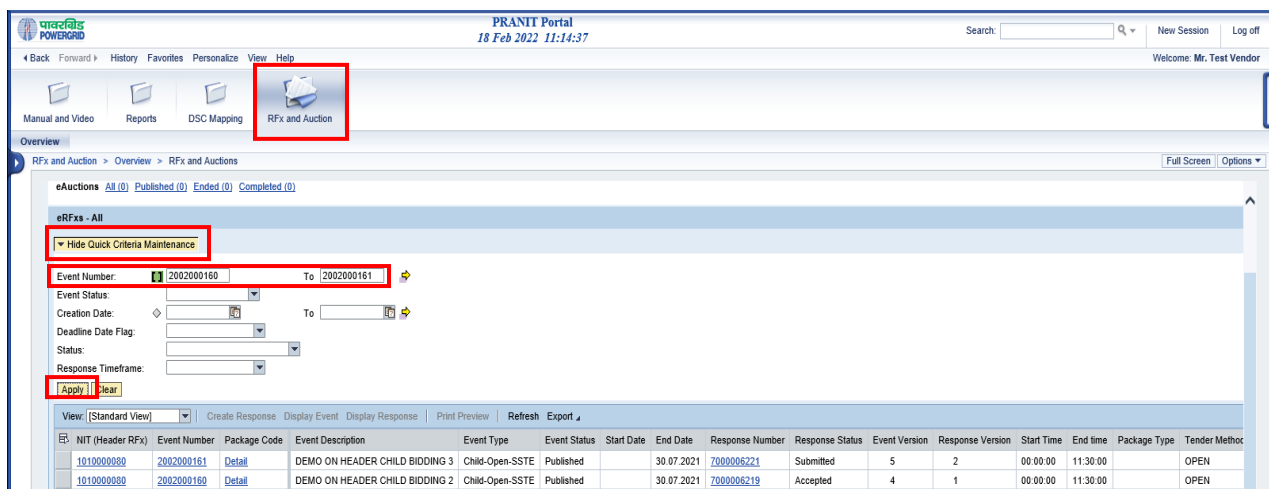 पावरग्रिड
POWERGRID
PRANIT Portal
18 Feb 2022 11:14:37
Search:
New Session
Log off
Back Forward History Favorites Personalize View Help
Welcome: Mr. Test Vendor
Manual and Video Reports DSC Mapping RFx and Auction
Overview
RFx and Auction > Overview > RFx and Auctions
Full Screen Options
eAuctions All (0) Published (0) Ended (0) Completed (0)
eRFxs - All
Hide Quick Criteria Maintenance
Event Number: 2002000160 To 2002000161
Event Status:
Creation Date: To
Deadline Date Flag:
Status:
Response Timeframe:
Apply Clear
View: [Standard View] Create Response Display Event Display Response Print Preview Refresh Export
NIT (Header RFx) Event Number Package Code Event Description Event Type Event Status Start Date End Date Response Number Response Status Event Version Response Version Start Time End time Package Type Tender Method
1010000080 2002000161 Detail DEMO ON HEADER CHILD BIDDING 3 Child-Open-SSTE Published 30.07.2021 7000006221 Submitted 5 2 00:00:00 11:30:00 OPEN
1010000080 2002000160 Detail DEMO ON HEADER CHILD BIDDING 2 Child-Open-SSTE Published 30.07.2021 7000006219 Accepted 4 1 00:00:00 11:30:00 OPEN